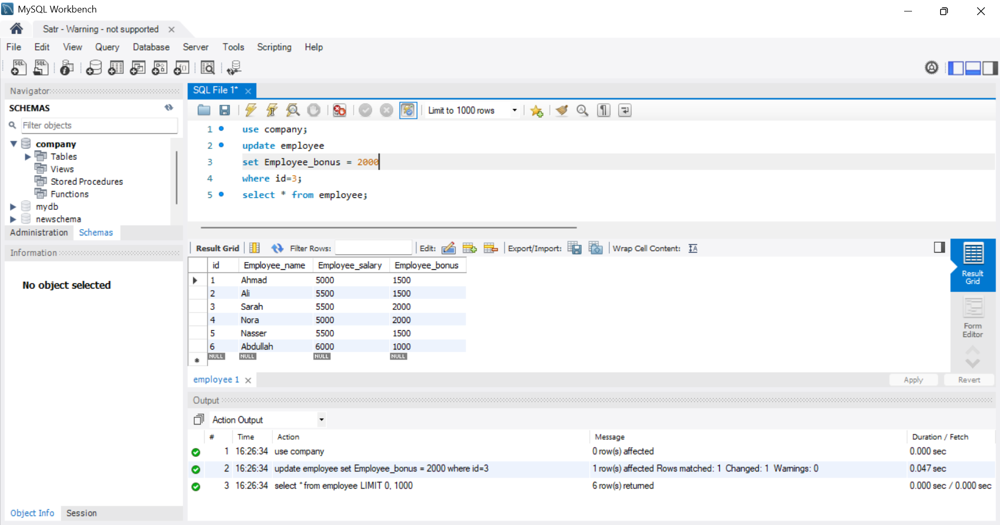 MySQL Workbench
Satr - Warning - not supported
File Edit View Query Database Server Tools Scripting Help
Navigator
SCHEMAS
Filter objects
company
Tables
Views
Stored Procedures
Functions
mydb
newschema
Administration Schemas
Information
No object selected
Object Info Session
SQL File 1*
Limit to 1000 rows
1 use company;
2 update employee
3 set Employee_bonus = 2000
4 where id=3;
5 select * from employee;
Result Grid Filter Rows: Edit: Export/Import: Wrap Cell Content:
id Employee_name Employee_salary Employee_bonus
1 Ahmad 5000 1500
2 Ali 5500 1500
3 Sarah 5500 2000
4 Nora 5000 2000
5 Nasser 5500 1500
6 Abdullah 6000 1000
NULL NULL NULL NULL
Result
Grid
Form
Editor
employee 1
Apply Revert
Output
Action Output
# Time Action Message Duration / Fetch
1 16:26:34 use company 0 row(s) affected 0.000 sec
2 16:26:34 update employee set Employee_bonus = 2000 where id=3 1 row(s) affected Rows matched: 1 Changed: 1 Warnings: 0 0.047 sec
3 16:26:34 select * from employee LIMIT 0, 1000 6 row(s) returned 0.000 sec / 0.000 sec